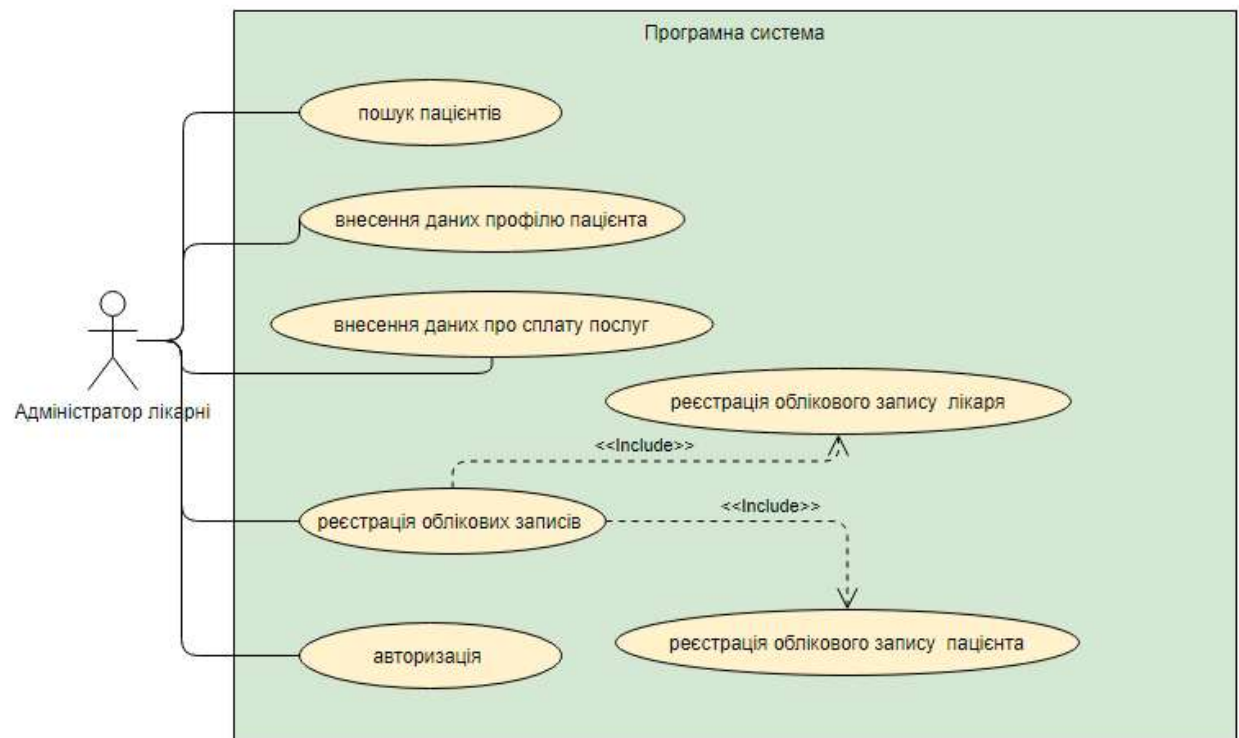 Програмна система
пошук пацієнтів
внесення даних профілю пацієнта
внесення даних про сплату послуг
Адміністратор лікарні
реєстрація облікового запису лікаря
<<Include>>
<<Include>>
реєстрація облікових записів
реєстрація облікового запису пацієнта
авторизація